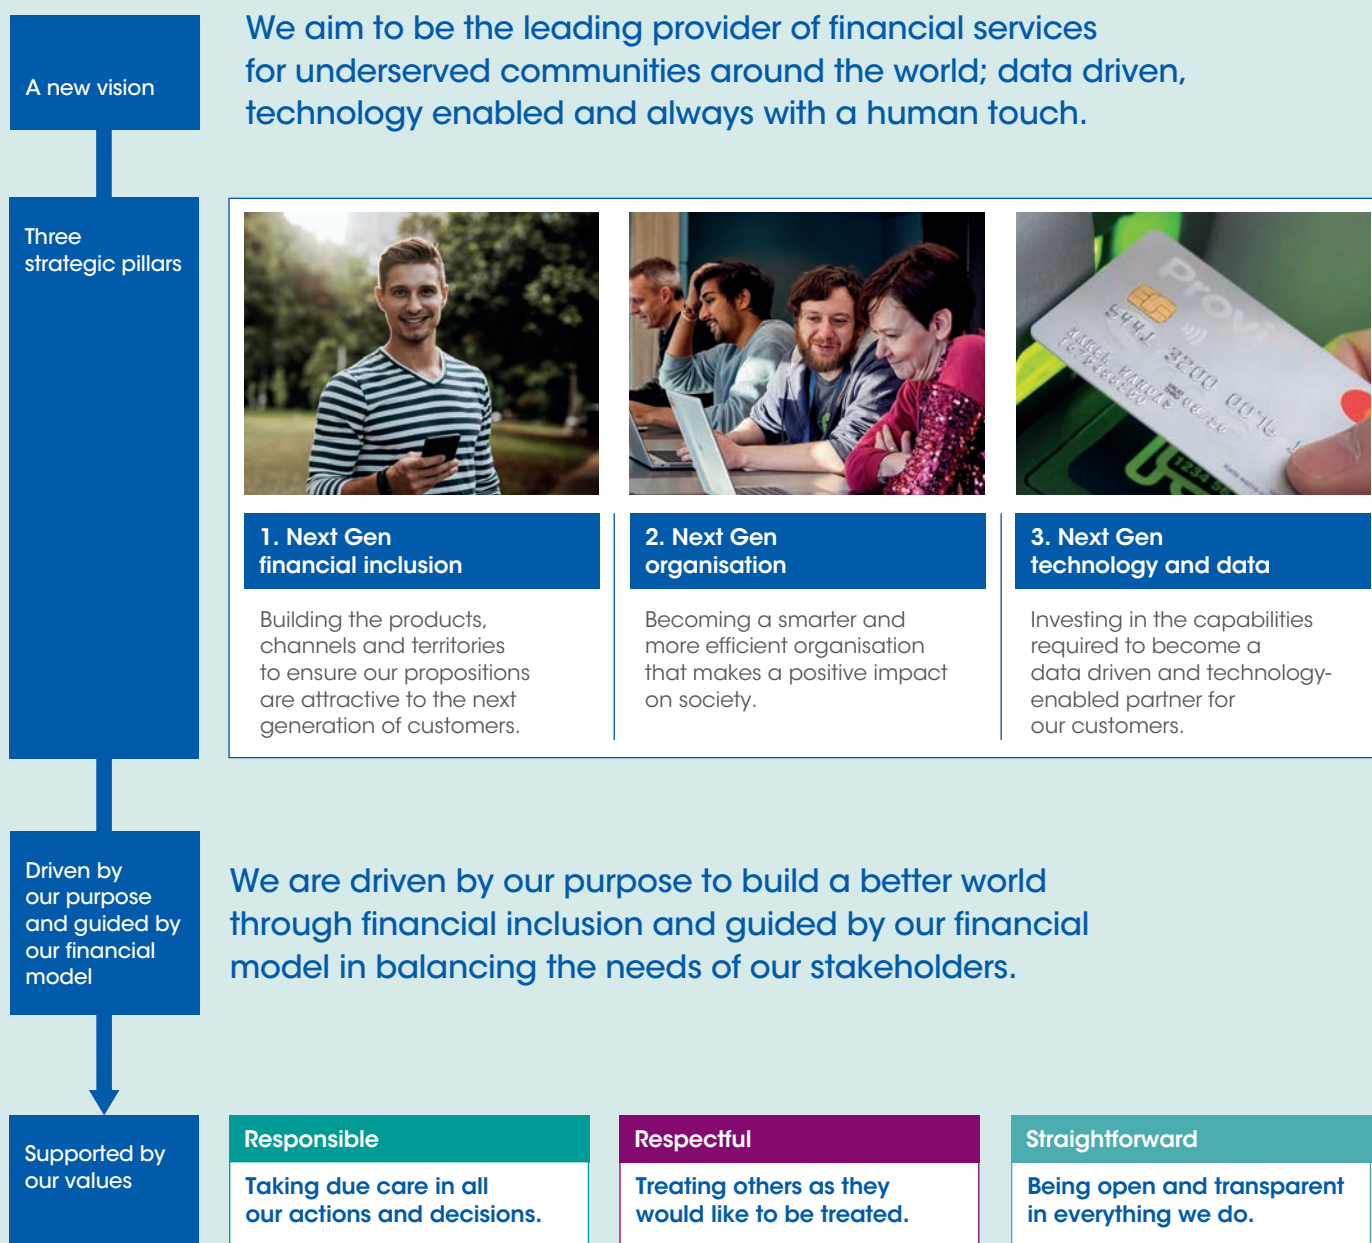 A new vision
We aim to be the leading provider of financial services
for underserved communities around the world; data driven,
technology enabled and always with a human touch.
Three
strategic pillars
Provi
5441 3200 0076
1. Next Gen
financial inclusion
Building the products,
channels and territories
to ensure our propositions
are attractive to the next
generation of customers.
2. Next Gen
organisation
Becoming a smarter and
more efficient organisation
that makes a positive impact
on society.
3. Next Gen
technology and data
Investing in the capabilities
required to become a
data driven and technology-
enabled partner for
our customers.
Driven by
our purpose
and guided by
our financial
model
We are driven by our purpose to build a better world
through financial inclusion and guided by our financial
model in balancing the needs of our stakeholders.
Supported by
our values
Responsible
Taking due care in all
our actions and decisions.
Respectful
Treating others as they
would like to be treated.
Straightforward
Being open and transparent
in everything we do.